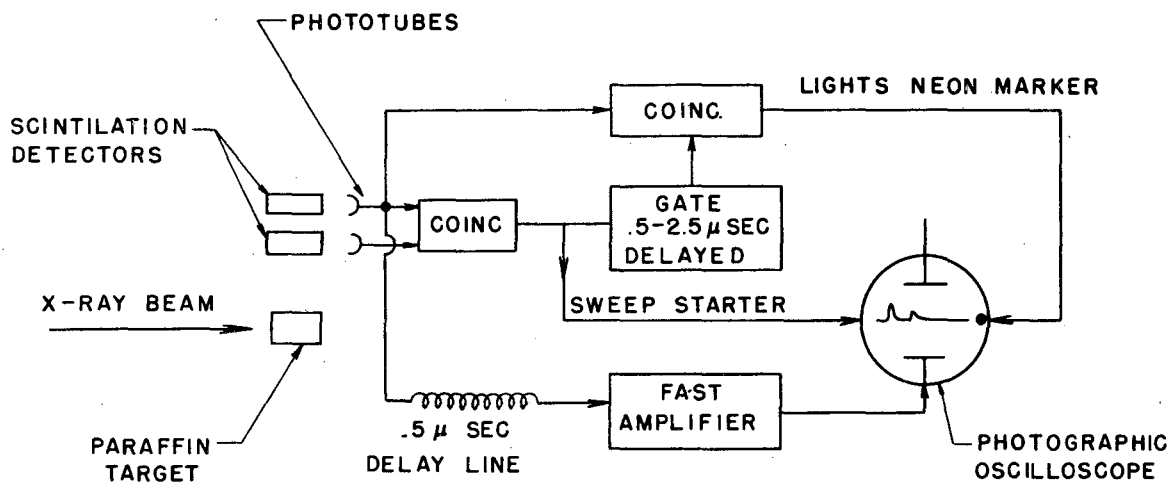 PHOTOTUBES
LIGHTS NEON MARKER
COINC.
SCINTILATION
DETECTORS
COINC
GATE
.5-2.5 μ SEC
DELAYED
X-RAY BEAM
SWEEP STARTER
FAST
AMPLIFIER
.5 μ SEC
DELAY LINE
PARAFFIN
TARGET
PHOTOGRAPHIC
OSCILLOSCOPE